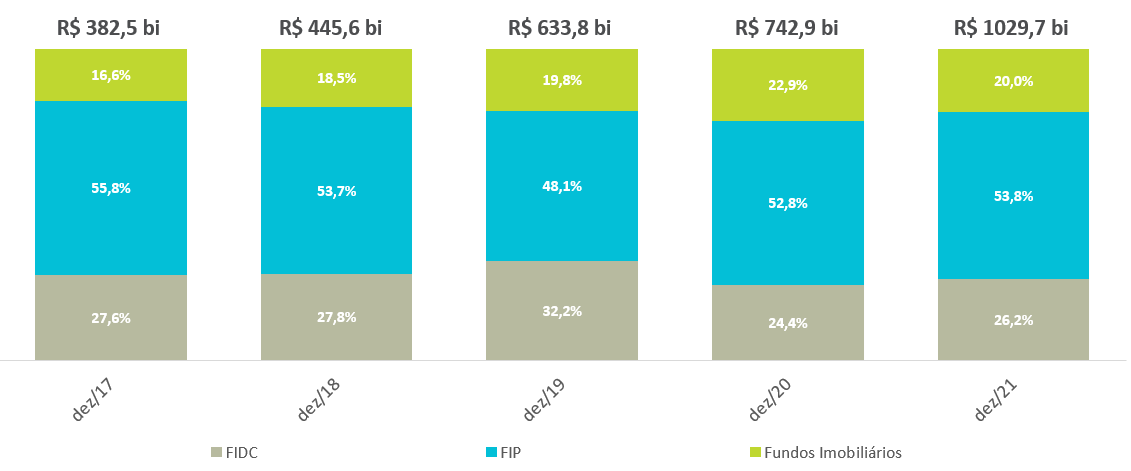 R$ 382,5 bi R$ 445,6 bi R$ 633,8 bi R$ 742,9 bi R$ 1029,7 bi
16,6% 18,5% 19,8% 22,9% 20,0%
55,8% 53,7% 48,1% 52,8% 53,8%
27,6% 27,8% 32,2% 24,4% 26,2%
dez/17 dez/18 dez/19 dez/20 dez/21
FIDC FIP Fundos Imobiliários